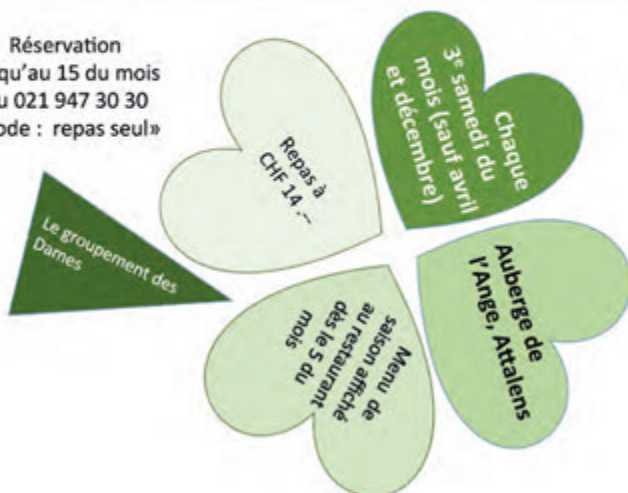 Réservation
qu’au 15 du mois
u 021 947 30 30
ode : repas seul»
Repas à
CHF 14.–
Chaque
3e samedi du
mois (sauf avril
et décembre)
Le groupement des
Dames
Menu de
saison affiché
au restaurant
dès le 5 du
mois
Auberge de
l’Ange, Attalens